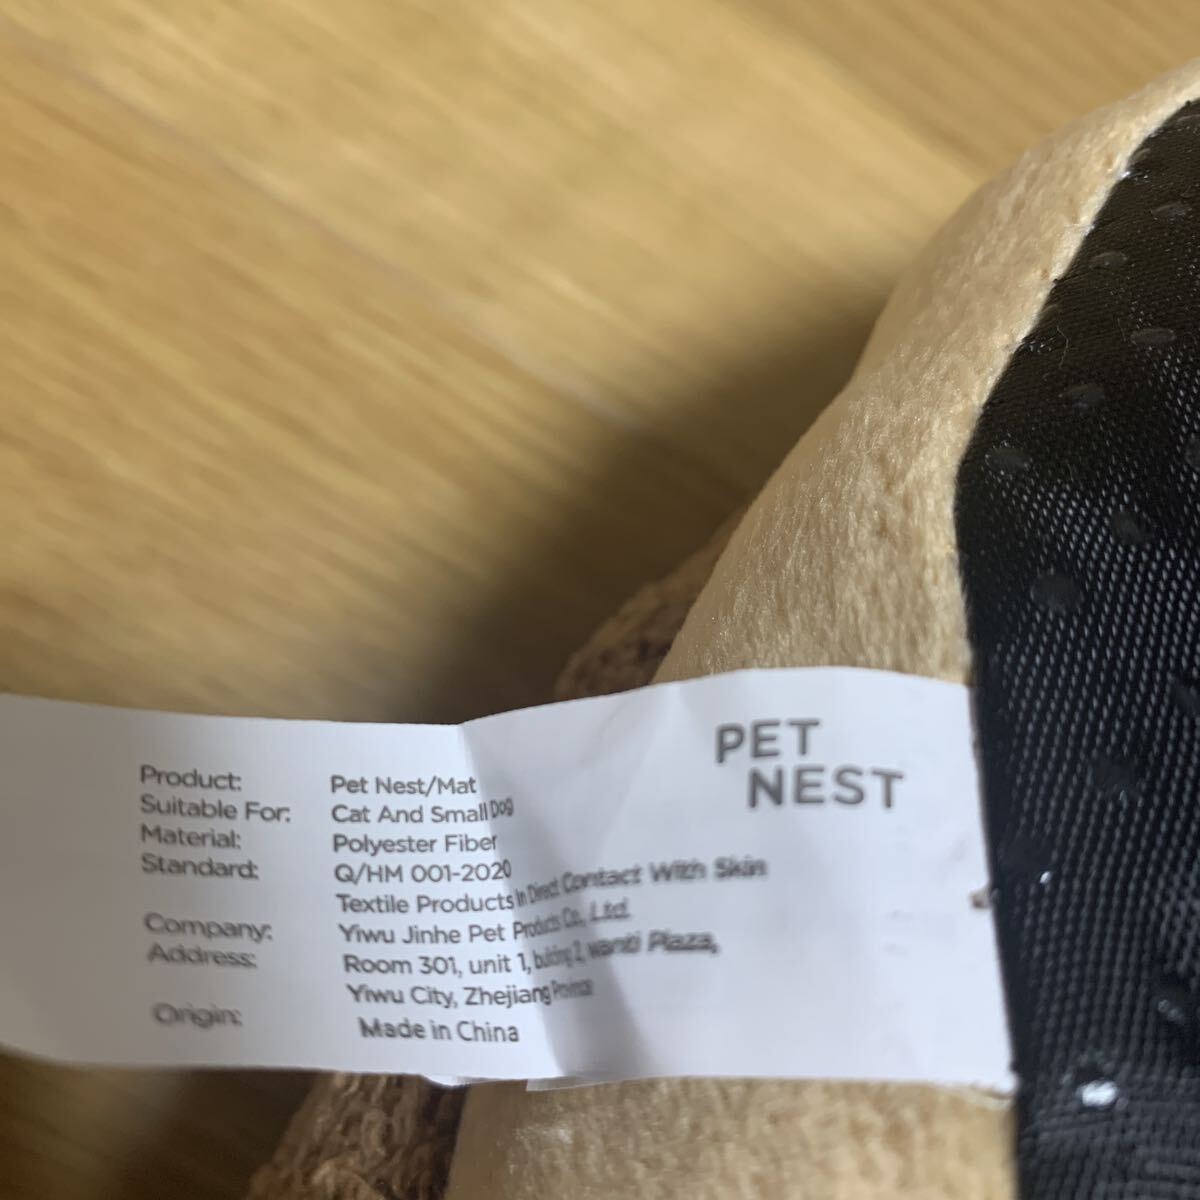 PET
NEST
Product: Pet Nest/Mat
Suitable For: Cat And Small Dog
Material: Polyester Fiber
Standard: Q/HM 001-2020
Textile Products In Direct Contact With Skin
Company: Yiwu Jinhe Pet Products Co., Ltd.
Address: Room 301, unit 1, building 2, wanti Plaza,
Yiwu City, Zhejiang Province
Origin: Made in China